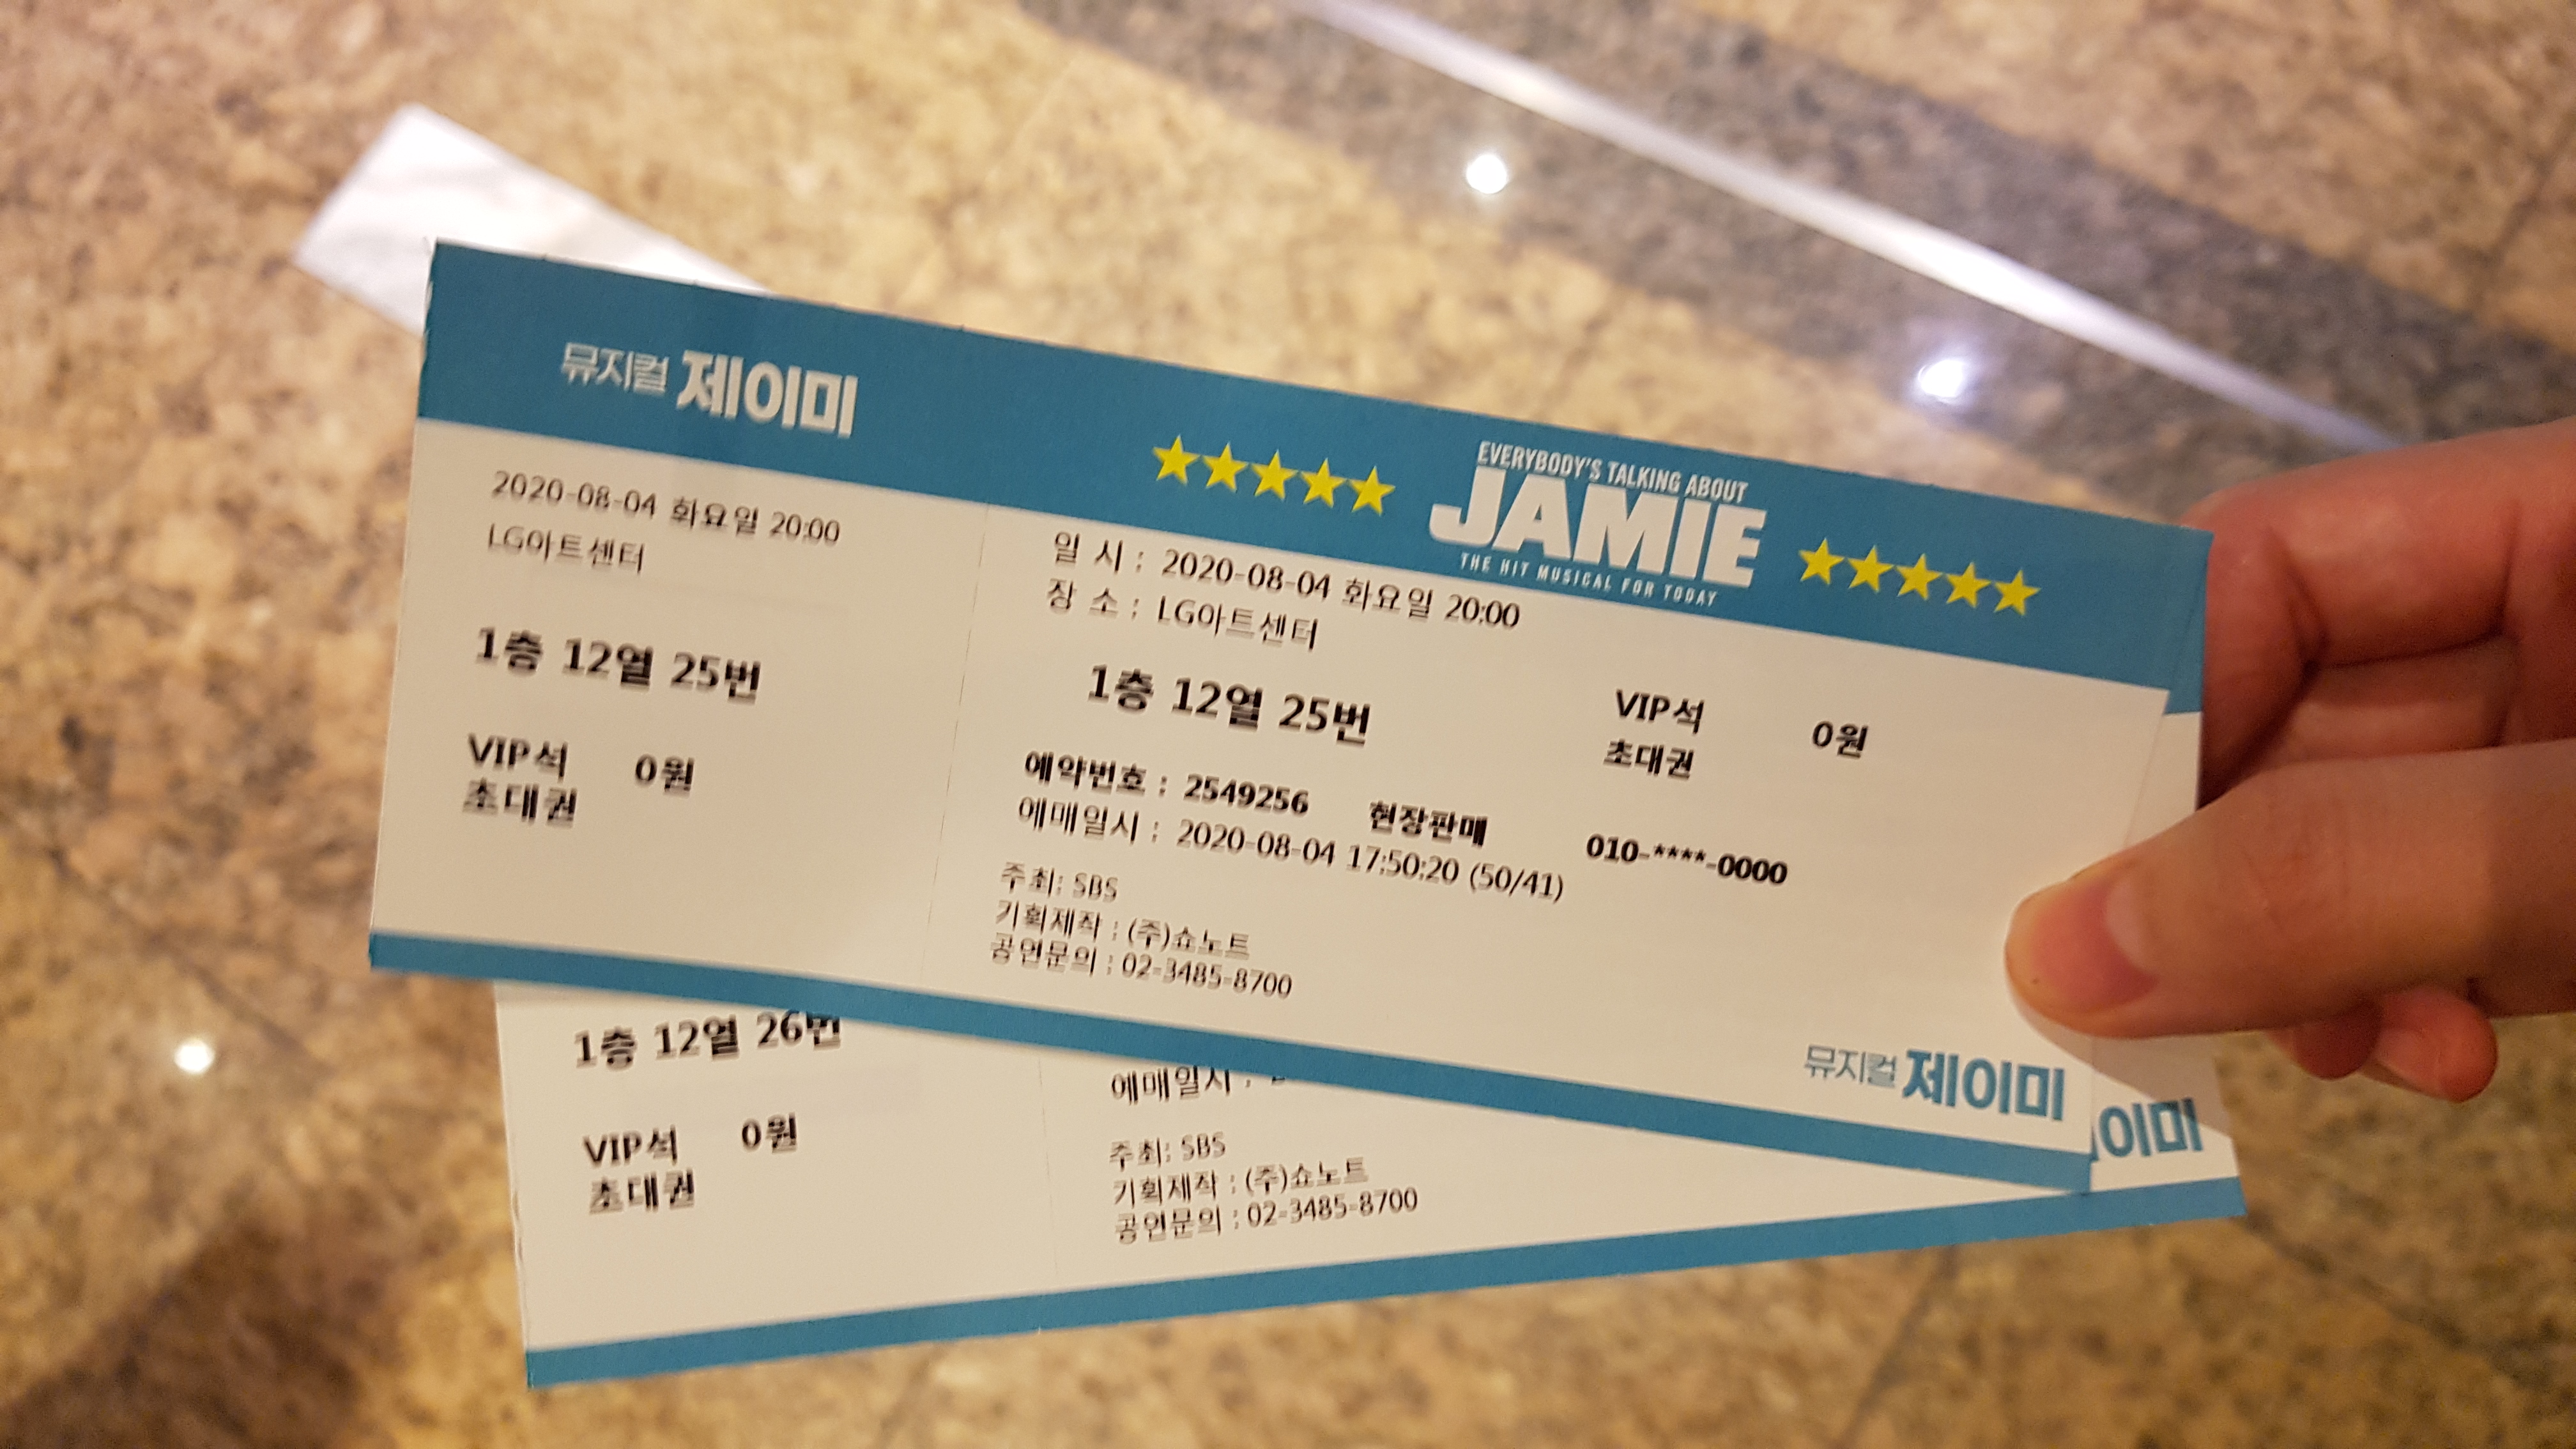 뮤지컬 제이미
2020-08-04 화요일 20:00
LG아트센터
1층 12열 25번
VIP석 0원
초대권
★★★★★ EVERYBODY'S TALKING ABOUT
JAMIE
THE HIT MUSICAL FOR TODAY ★★★★★
일 시 : 2020-08-04 화요일 20:00
장 소 : LG아트센터
1층 12열 25번
VIP석 0원
초대권
예약번호 : 2549256 현장판매 010-****-0000
예매일시 : 2020-08-04 17:50:20 (50/41)
주최: SBS
기획제작 : (주)쇼노트
공연문의 : 02-3485-8700
뮤지컬 제이미
1층 12열 26번
VIP석 0원
초대권
예매일시 :
주최: SBS
기획제작 : (주)쇼노트
공연문의 : 02-3485-8700
이미